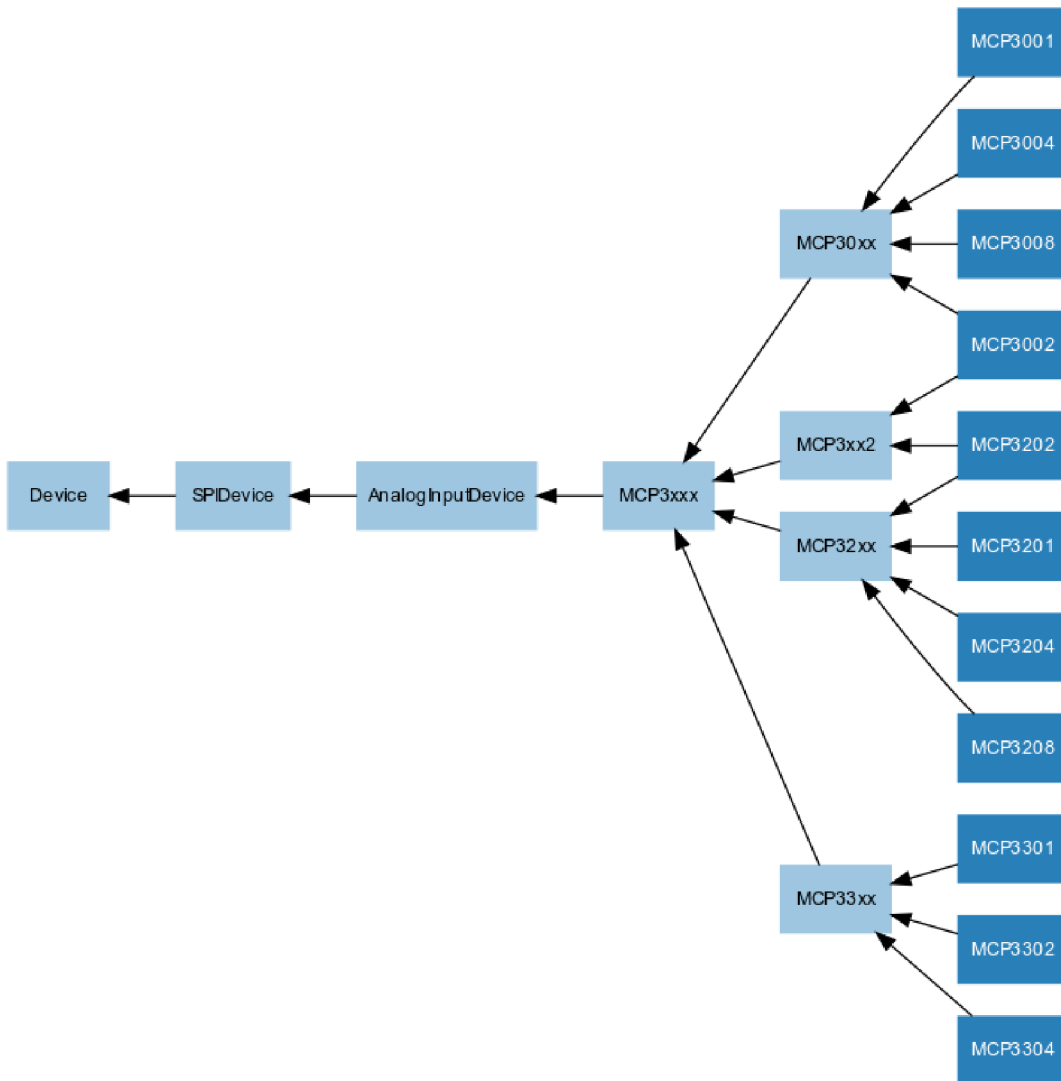 MCP3001
MCP3004
MCP30xx
MCP3008
MCP3002
MCP3xx2
MCP3202
Device
SPIDevice
AnalogInputDevice
MCP3xxx
MCP32xx
MCP3201
MCP3204
MCP3208
MCP3301
MCP33xx
MCP3302
MCP3304